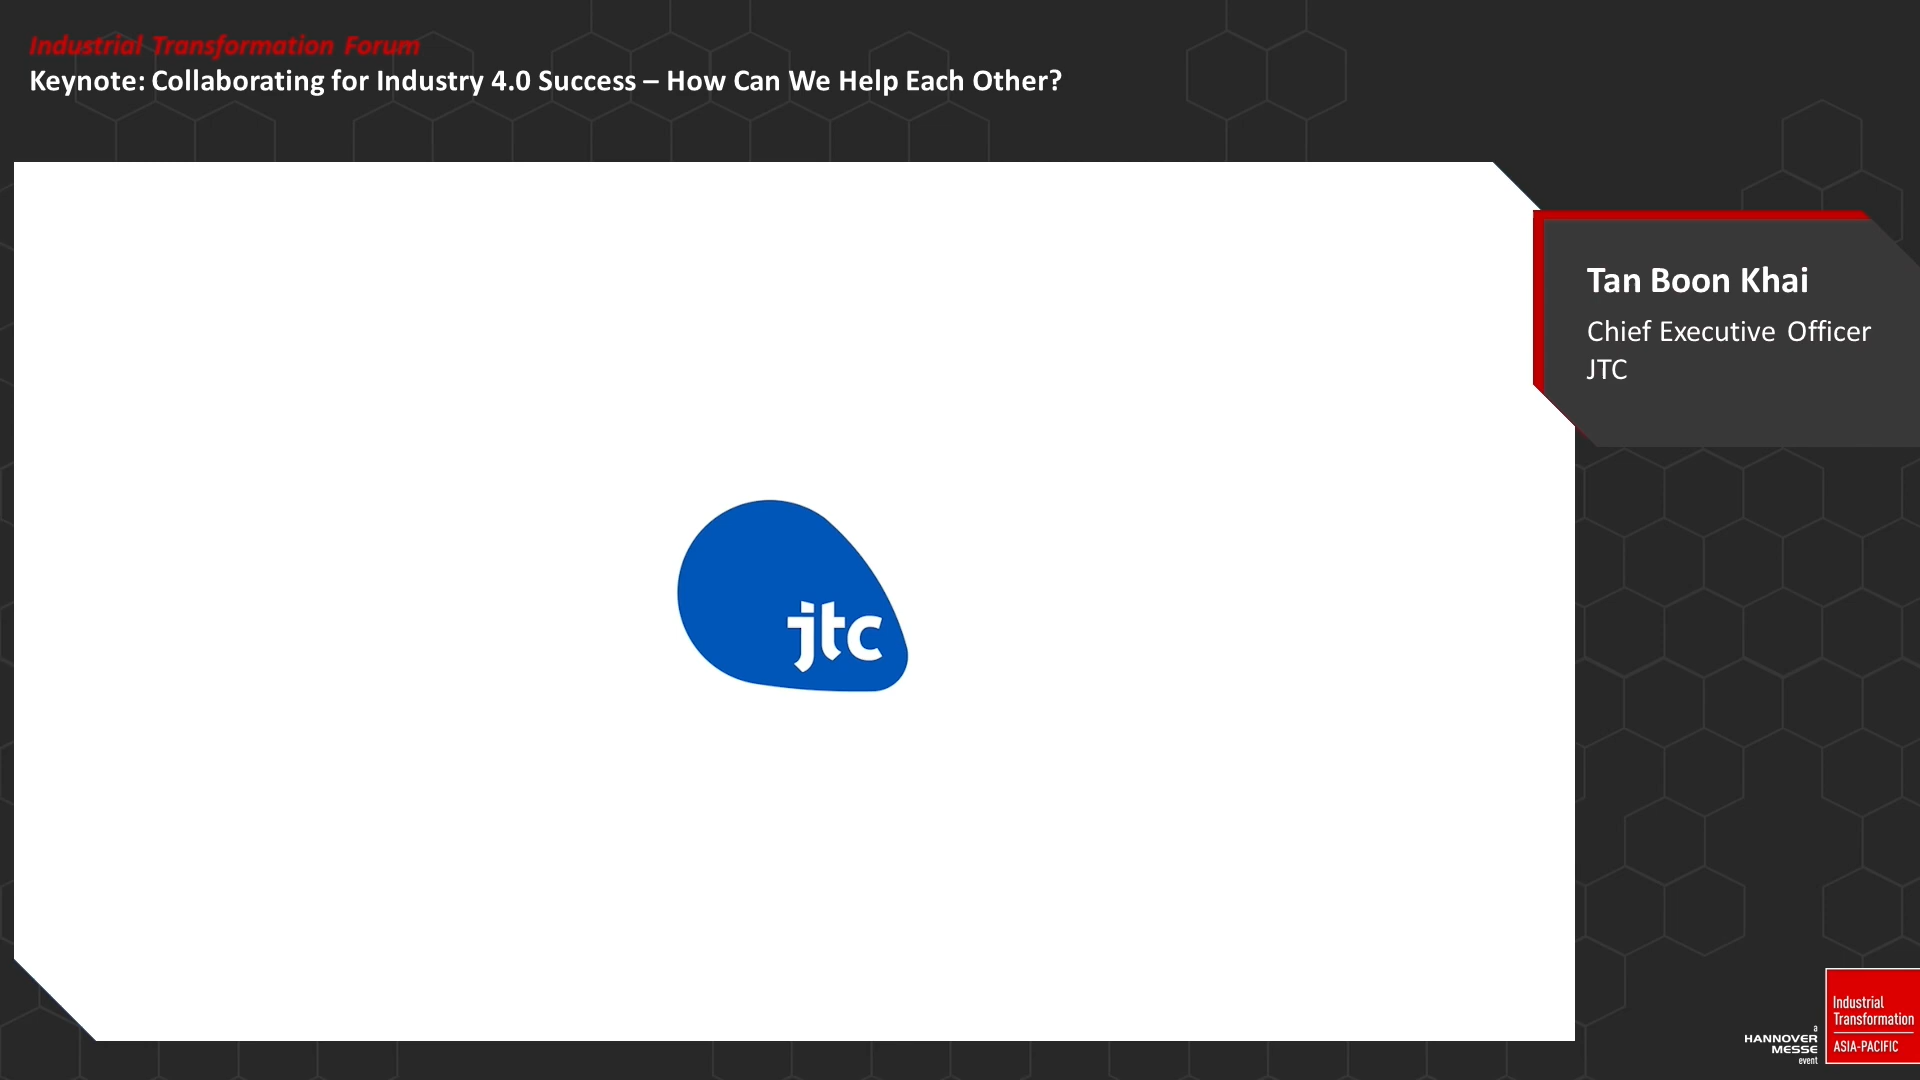 Industrial Transformation Forum
Keynote: Collaborating for Industry 4.0 Success – How Can We Help Each Other?
Tan Boon Khai
Chief Executive Officer
JTC
jtc
a
HANNOVER
MESSE
event
Industrial
Transformation
ASIA-PACIFIC